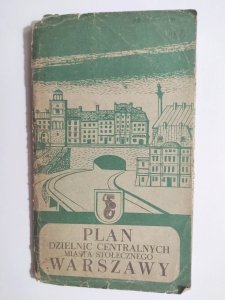 PLAN
DZIELNIC CENTRALNYCH
MIASTA STOŁECZNEGO
WARSZAWY